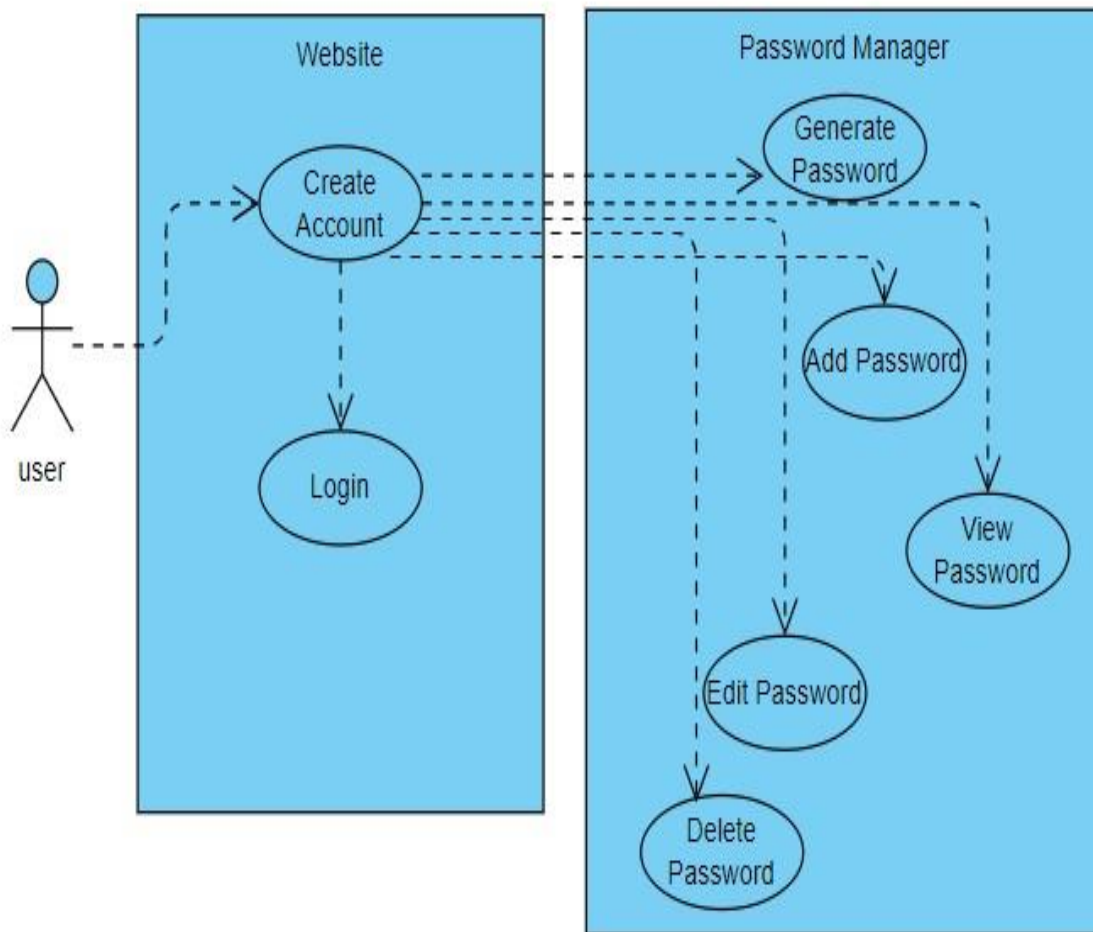 Website
Create
Account
Login
user
Password Manager
Generate
Password
Add Password
View
Password
Edit Password
Delete
Password